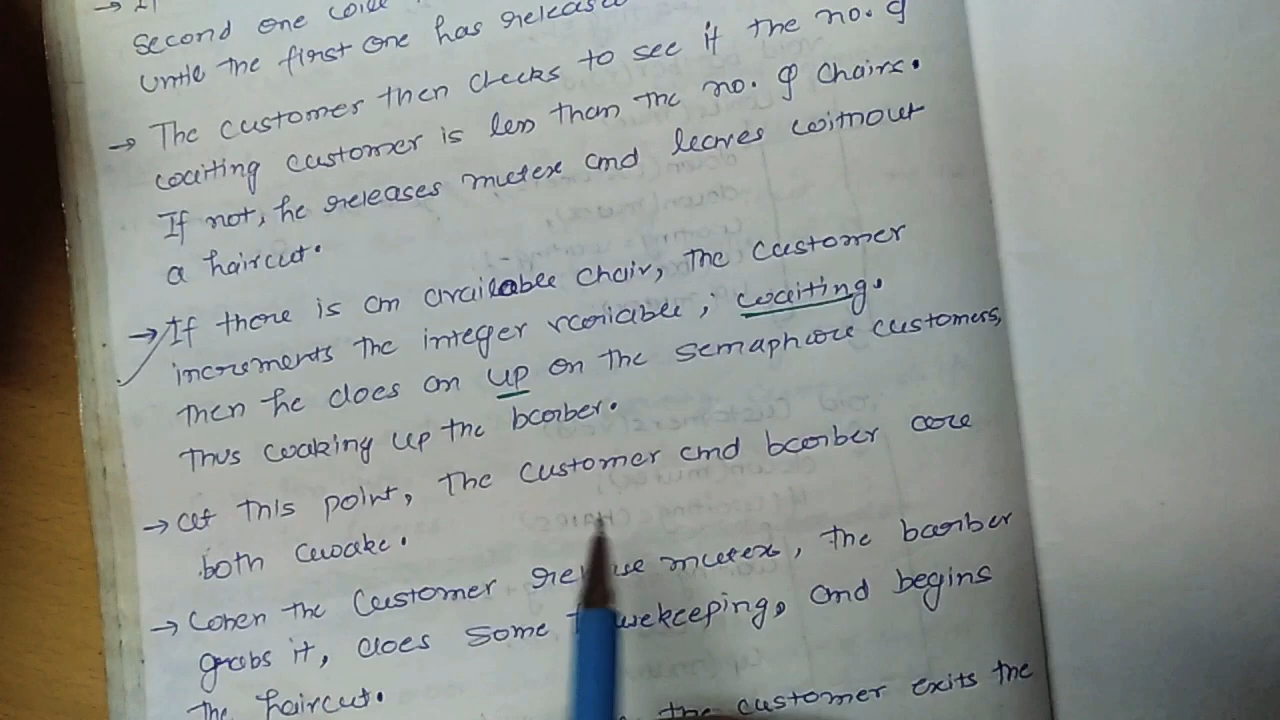 → If
second one
until the first one has
→ The customer then checks to see if the no. of
waiting customer is less than the no. of chairs.
If not, he releases mutex and leaves without
a haircut.
→ If there is an available chair, the customer
increments the integer variable, waiting.
then he does an up on the semaphore customers,
thus waking up the barber.
→ at this point, the customer and barber are
both awake.
→ when the customer mutex, the barber
grabs it, does some and begins
the haircut.
the customer exits the